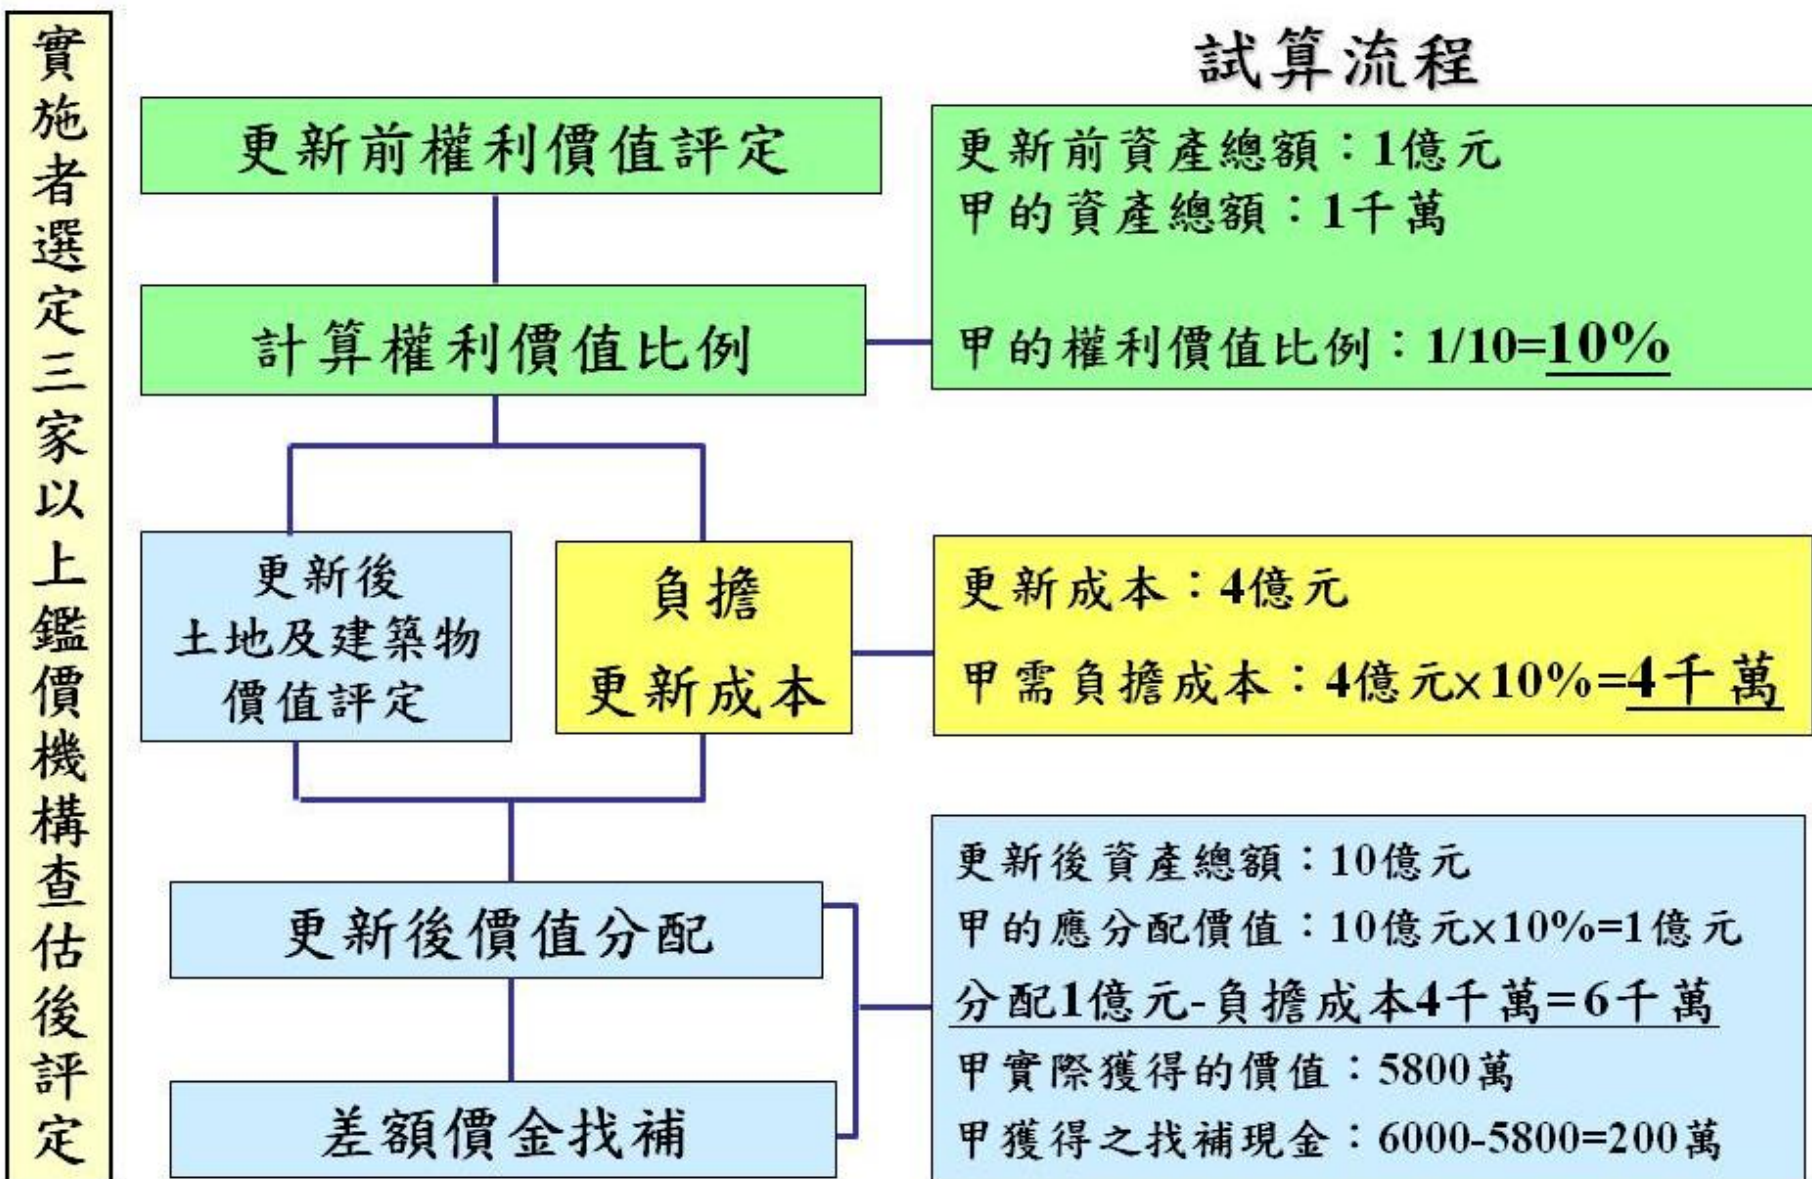 實施者選定三家以上鑑價機構查估後評定
試算流程
更新前權利價值評定
更新前資產總額：1億元
甲的資產總額：1千萬
計算權利價值比例
甲的權利價值比例：1/10=10%
更新後
土地及建築物
價值評定
負擔
更新成本
更新成本：4億元
甲需負擔成本：4億元×10%=4千萬
更新後價值分配
差額價金找補
更新後資產總額：10億元
甲的應分配價值：10億元×10%=1億元
分配1億元-負擔成本4千萬=6千萬
甲實際獲得的價值：5800萬
甲獲得之找補現金：6000-5800=200萬